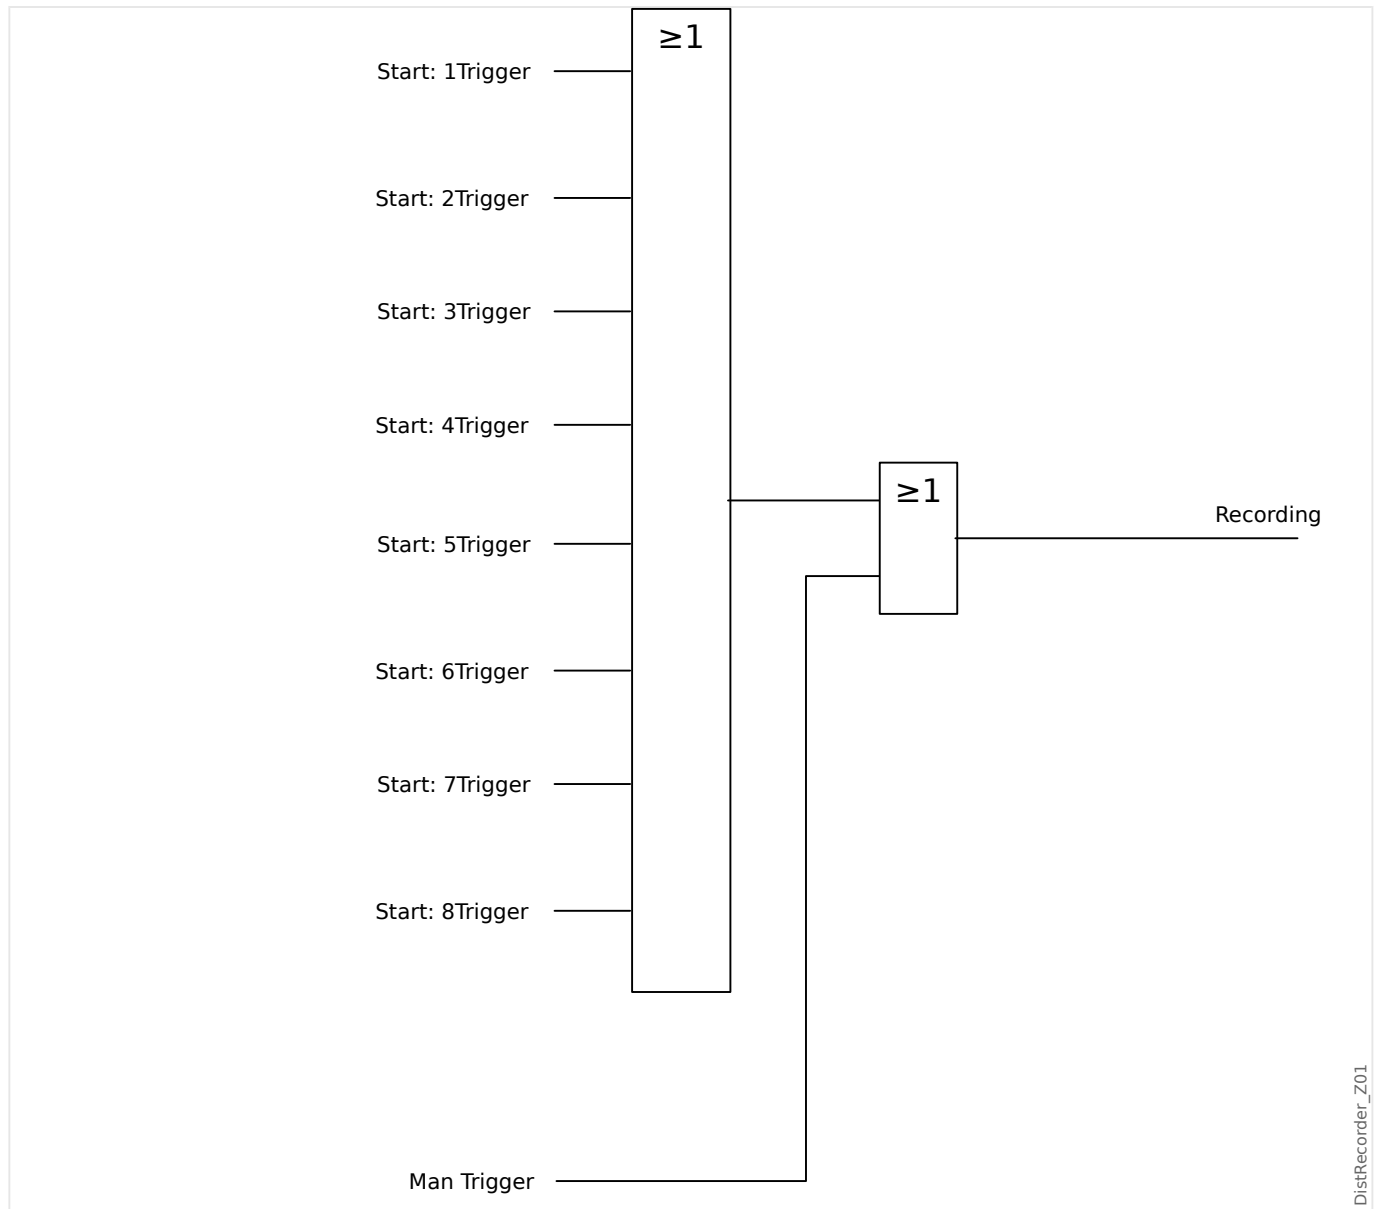 ≥1
Start: 1Trigger
Start: 2Trigger
Start: 3Trigger
Start: 4Trigger
≥1
Recording
Start: 5Trigger
Start: 6Trigger
Start: 7Trigger
Start: 8Trigger
Man Trigger
DistRecorder_Z01